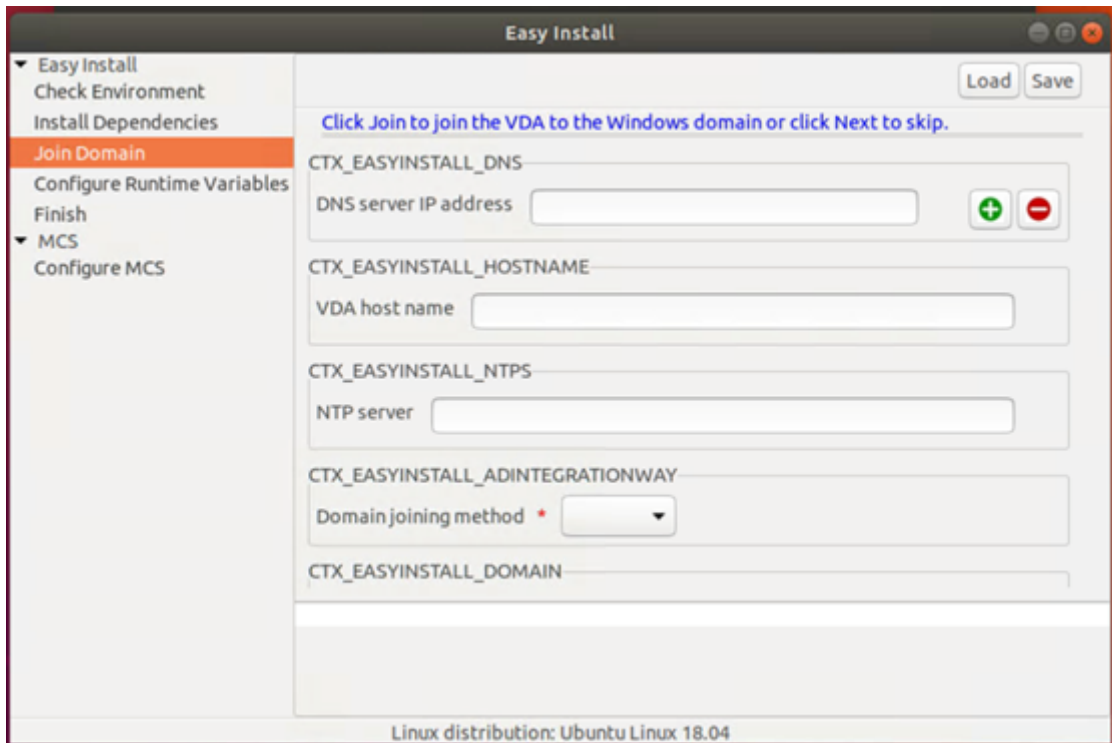 Easy Install
Load Save
Easy Install
Check Environment
Install Dependencies
Join Domain
Configure Runtime Variables
Finish
MCS
Configure MCS
Click Join to join the VDA to the Windows domain or click Next to skip.
CTX_EASYINSTALL_DNS
DNS server IP address
CTX_EASYINSTALL_HOSTNAME
VDA host name
CTX_EASYINSTALL_NTPS
NTP server
CTX_EASYINSTALL_ADINTEGRATIONWAY
Domain joining method *
CTX_EASYINSTALL_DOMAIN
Linux distribution: Ubuntu Linux 18.04